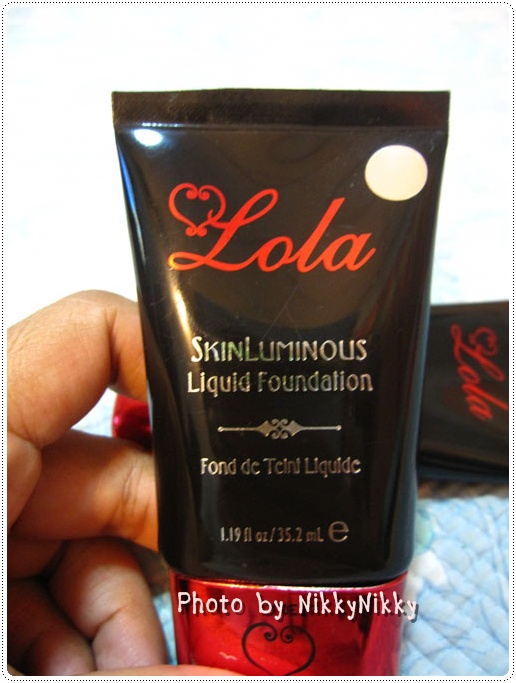 Lola
SkinLuminous
Liquid Foundation
Fond de Teint Liquide
1.19 fl oz / 35.2 mL e
Lola
Photo by NikkyNikky